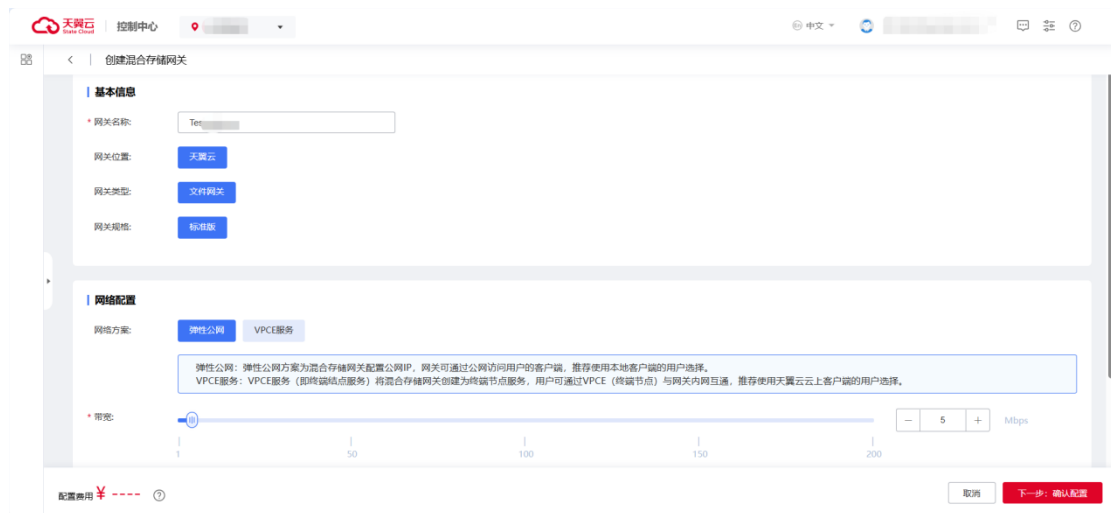 天翼云
State Cloud
控制中心
中文
创建混合存储网关
基本信息
* 网关名称:
Tes
网关位置:
天翼云
网关类型:
文件网关
网关规格:
标准版
网络配置
网络方案:
弹性公网
VPCE服务
弹性公网：弹性公网方案为混合存储网关配置公网IP，网关可通过公网访问用户的客户端，推荐使用本地客户端的用户选择。
VPCE服务：VPCE服务（即终端结点服务）将混合存储网关创建为终端节点服务，用户可通过VPCE（终端节点）与网关内网互通，推荐使用天翼云云上客户端的用户选择。
* 带宽:
− 5 + Mbps
1 50 100 150 200
配置费用 ¥ ---- ?
取消
下一步：确认配置